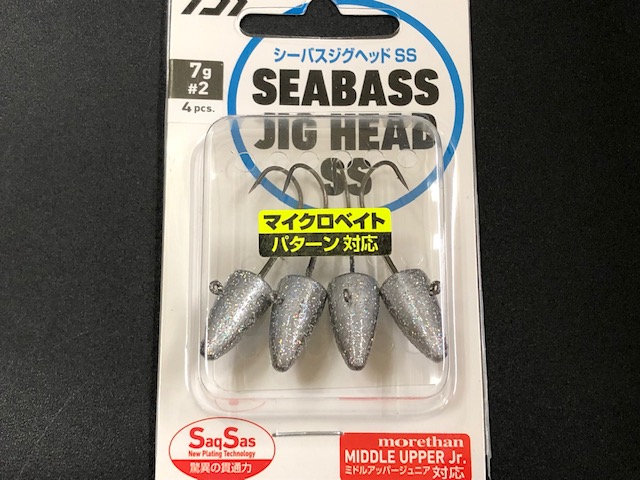 シーバスジグヘッド SS
7g
#2
4 pcs.
SEABASS
JIG HEAD
SS
マイクロベイト
パターン 対応
SaqSas
New Plating Technology
驚異の貫通力
morethan
MIDDLE UPPER Jr.
ミドルアッパージュニア 対応